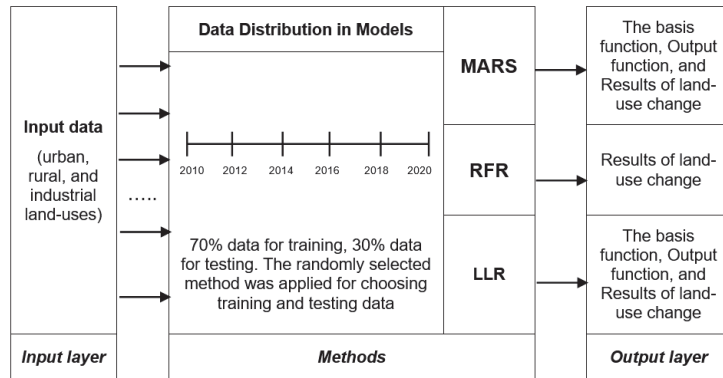 Input data
(urban,
rural, and
industrial
land-uses)
.....
Input layer
Data Distribution in Models
2010 2012 2014 2016 2018 2020
70% data for training, 30% data
for testing. The randomly selected
method was applied for choosing
training and testing data
MARS
RFR
LLR
Methods
The basis
function, Output
function, and
Results of land-
use change
Results of land-
use change
The basis
function, Output
function, and
Results of land-
use change
Output layer